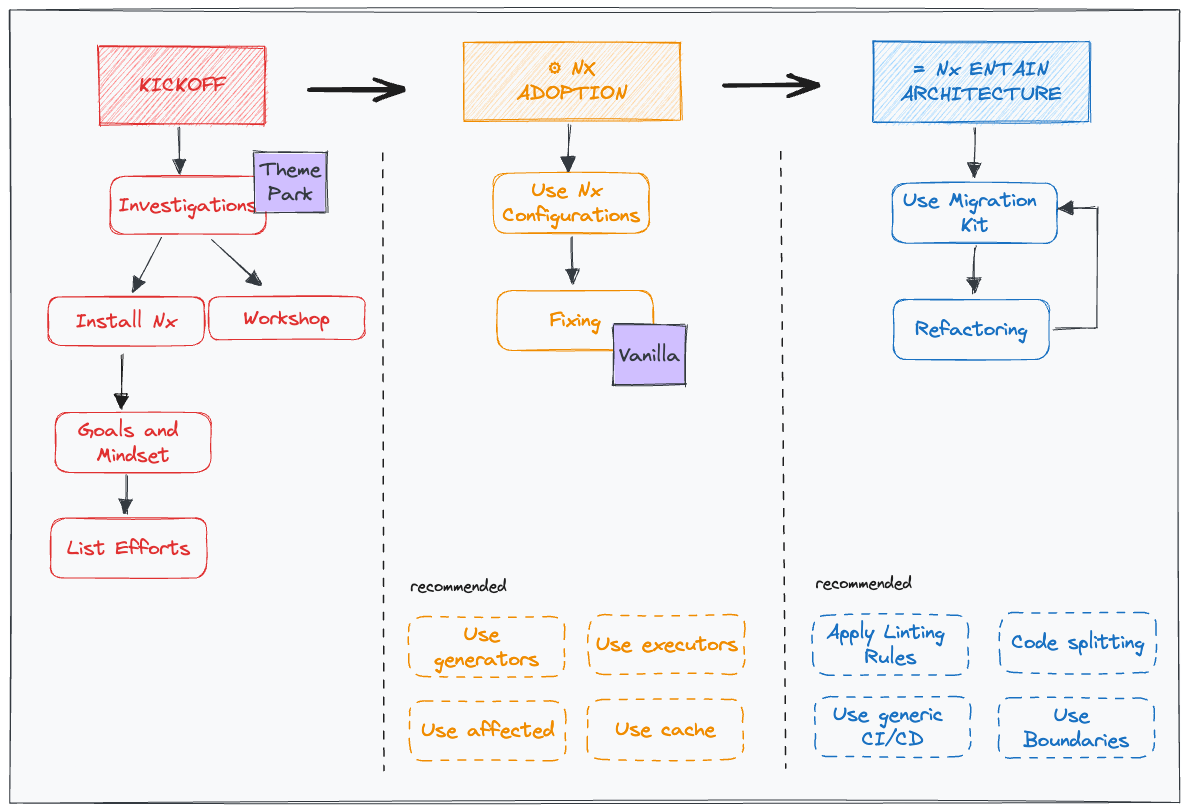 KICKOFF
Theme
Park
Investigations
Install Nx
Workshop
Goals and
Mindset
List Efforts
⚙ Nx
ADOPTION
Use Nx
Configurations
Fixing
Vanilla
recommended
Use
generators
Use executors
Use affected
Use cache
= Nx ENTAIN
ARCHITECTURE
Use Migration
Kit
Refactoring
recommended
Apply Linting
Rules
Code splitting
Use generic
CI/CD
Use
Boundaries